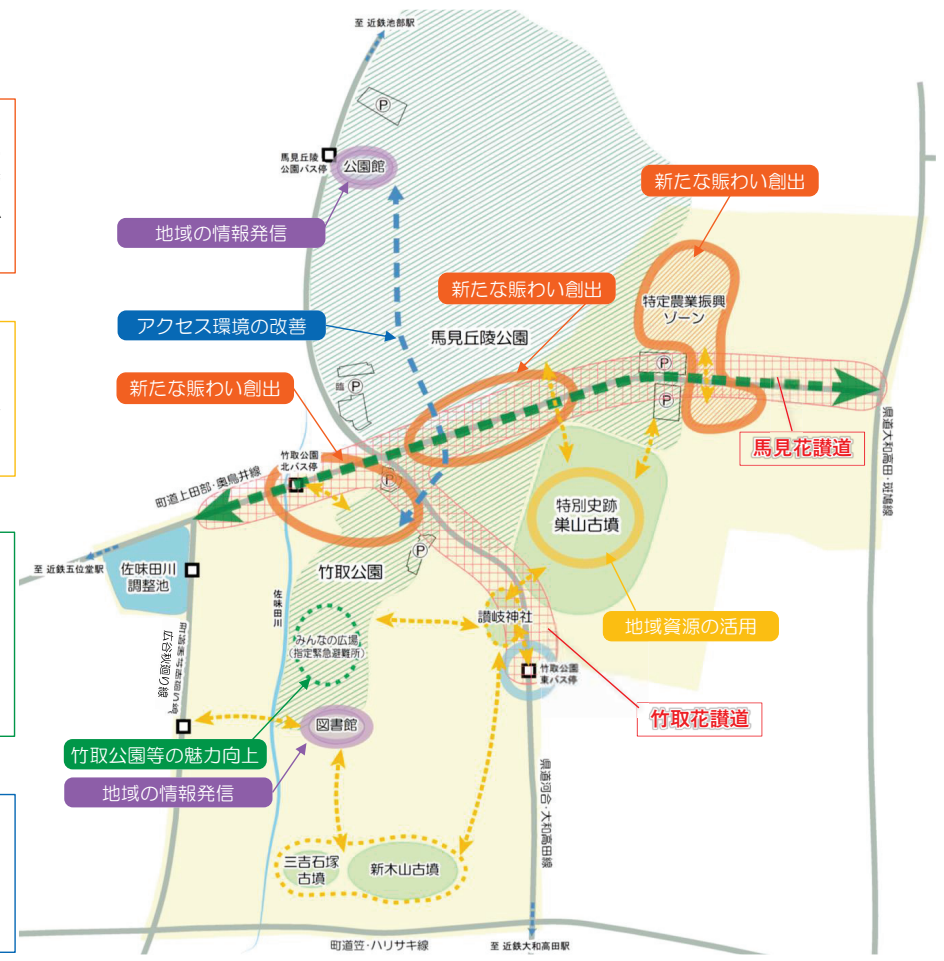 至 近鉄池部駅
P
馬見丘陵
公園バス停
公園館
新たな賑わい創出
地域の情報発信
新たな賑わい創出
特定農業振興
ゾーン
アクセス環境の改善
馬見丘陵公園
新たな賑わい創出
臨 P
P
P
馬見花讃道
県道大和高田・斑鳩線
竹取公園
北バス停
町道上田部・奥鳥井線
P
特別史跡
巣山古墳
P
至 近鉄五位堂駅
佐味田川
調整池
竹取公園
佐味田川
讃岐神社
地域資源の活用
みんなの広場
(指定緊急避難所)
広谷秋廻り線
竹取公園
東バス停
竹取花讃道
図書館
竹取公園等の魅力向上
地域の情報発信
県道河合・大和高田線
三吉石塚
古墳
新木山古墳
町道笠・ハリサキ線
至 近鉄大和高田駅